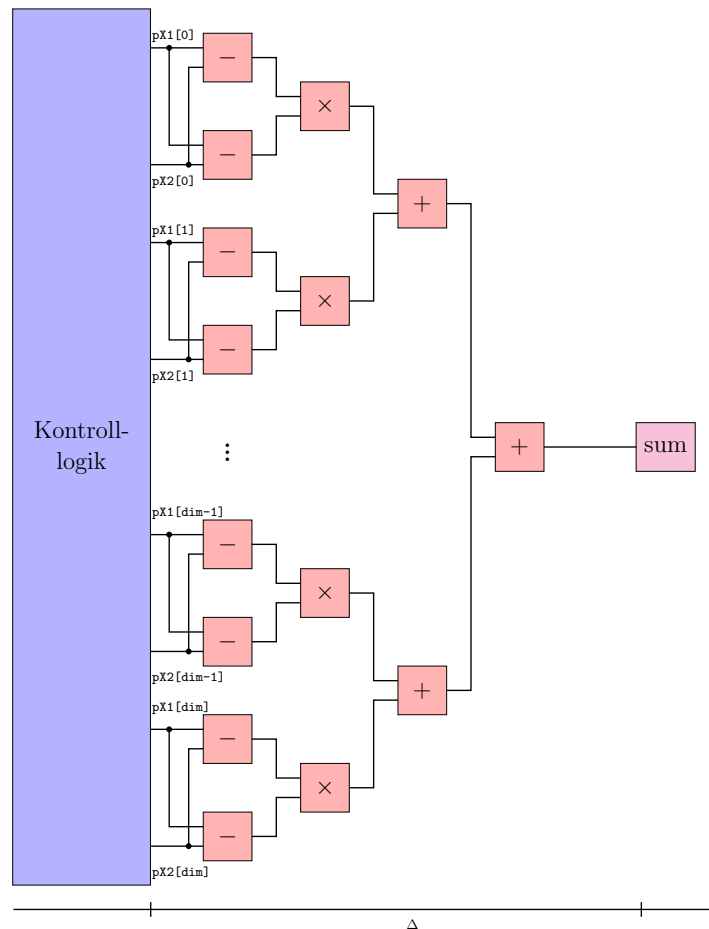 pX1[0]
−
×
−
pX2[0]
+
pX1[1]
−
×
−
pX2[1]
Kontroll-
logik
⋮
+
sum
pX1[dim-1]
−
×
−
pX2[dim-1]
+
pX1[dim]
−
×
−
pX2[dim]
Δ